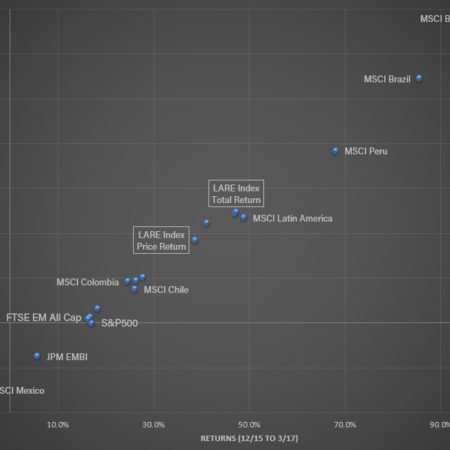 MSCI B
MSCI Brazil
MSCI Peru
LARE Index
Total Return
MSCI Latin America
LARE Index
Price Return
MSCI Colombia
MSCI Chile
FTSE EM All Cap
S&P500
JPM EMBI
SCI Mexico
10.0%
30.0%
50.0%
70.0%
90.0%
RETURNS (12/15 TO 3/17)